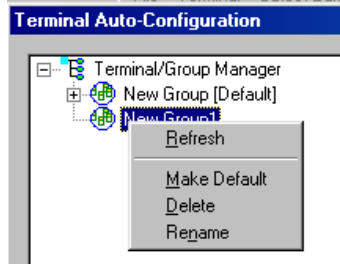 Terminal Auto-Configuration
Terminal/Group Manager
New Group [Default]
New Group1
Refresh
Make Default
Delete
Rename